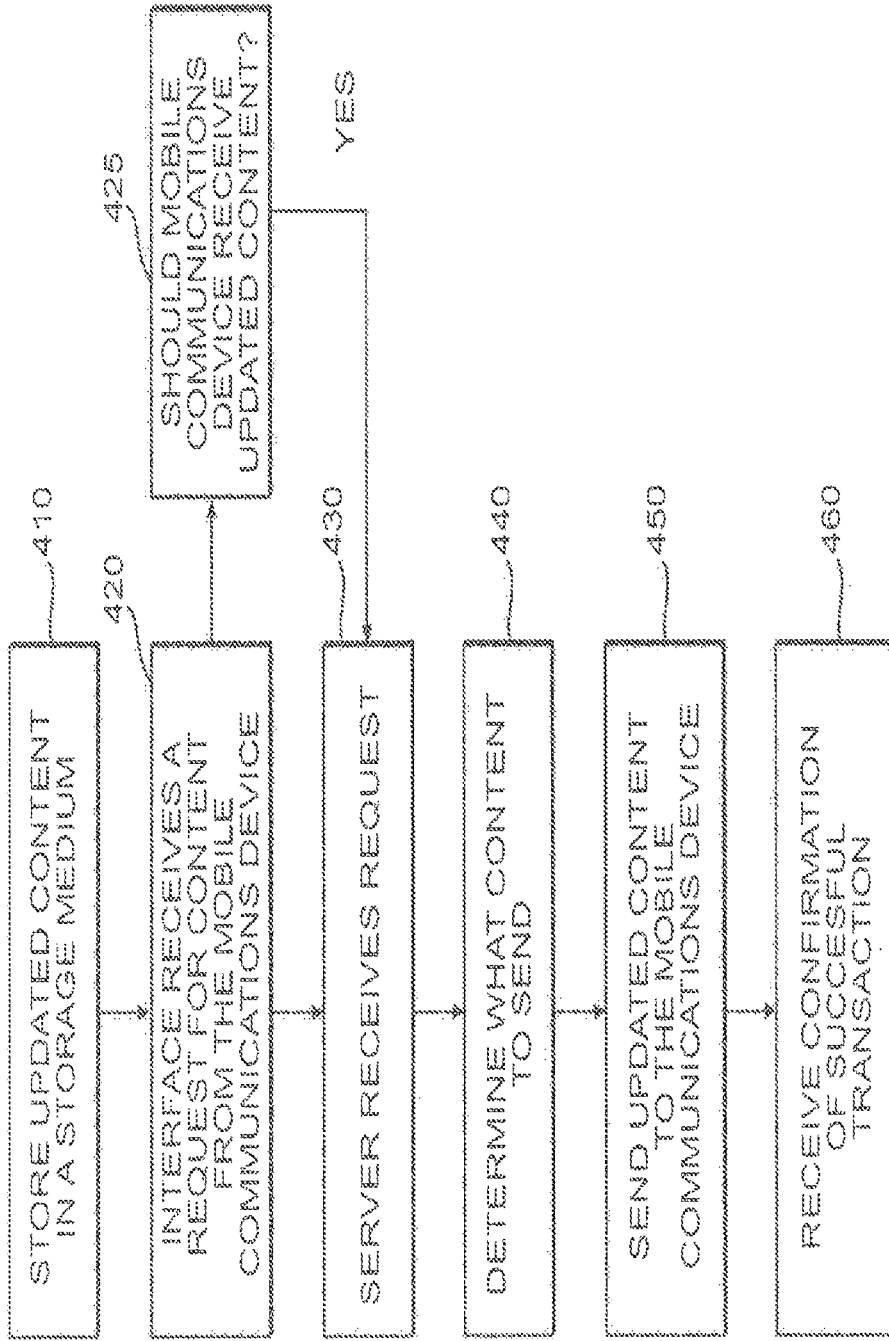 410
STORE UPDATED CONTENT
IN A STORAGE MEDIUM
420
INTERFACE RECEIVES A
REQUEST FOR CONTENT
FROM THE MOBILE
COMMUNICATIONS DEVICE
425
SHOULD MOBILE
COMMUNICATIONS
DEVICE RECEIVE
UPDATED CONTENT?
YES
430
SERVER RECEIVES REQUEST
440
DETERMINE WHAT CONTENT
TO SEND
450
SEND UPDATED CONTENT
TO THE MOBILE
COMMUNICATIONS DEVICE
460
RECEIVE CONFIRMATION
OF SUCCESFUL
TRANSACTION